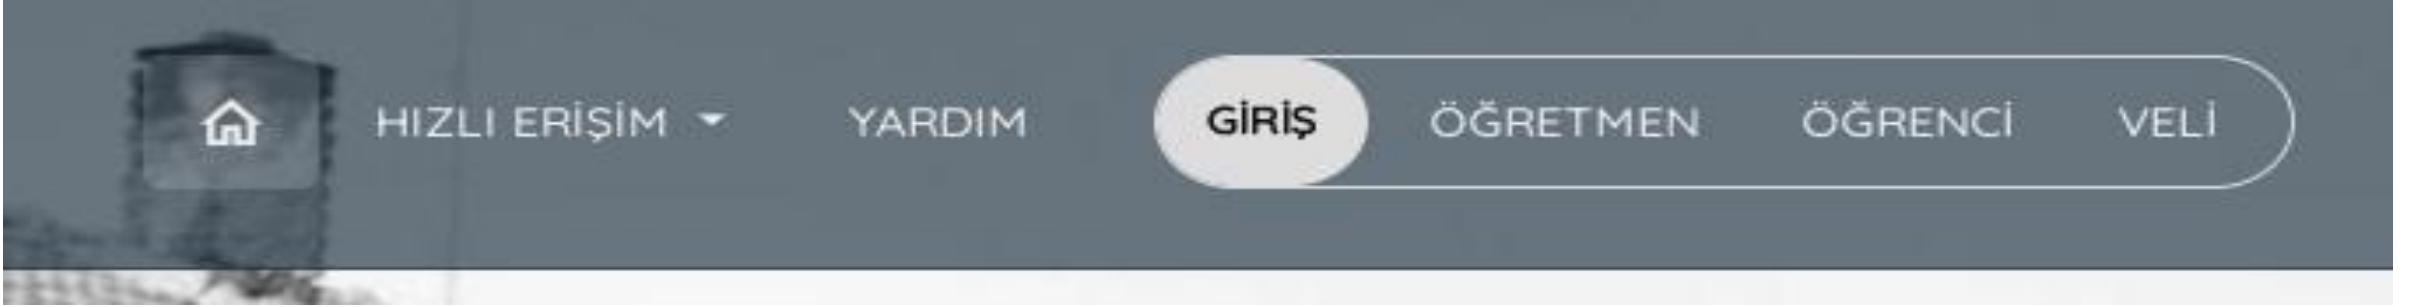 HIZLI ERİŞİM YARDIM GİRİŞ ÖĞRETMEN ÖĞRENCİ VELİ